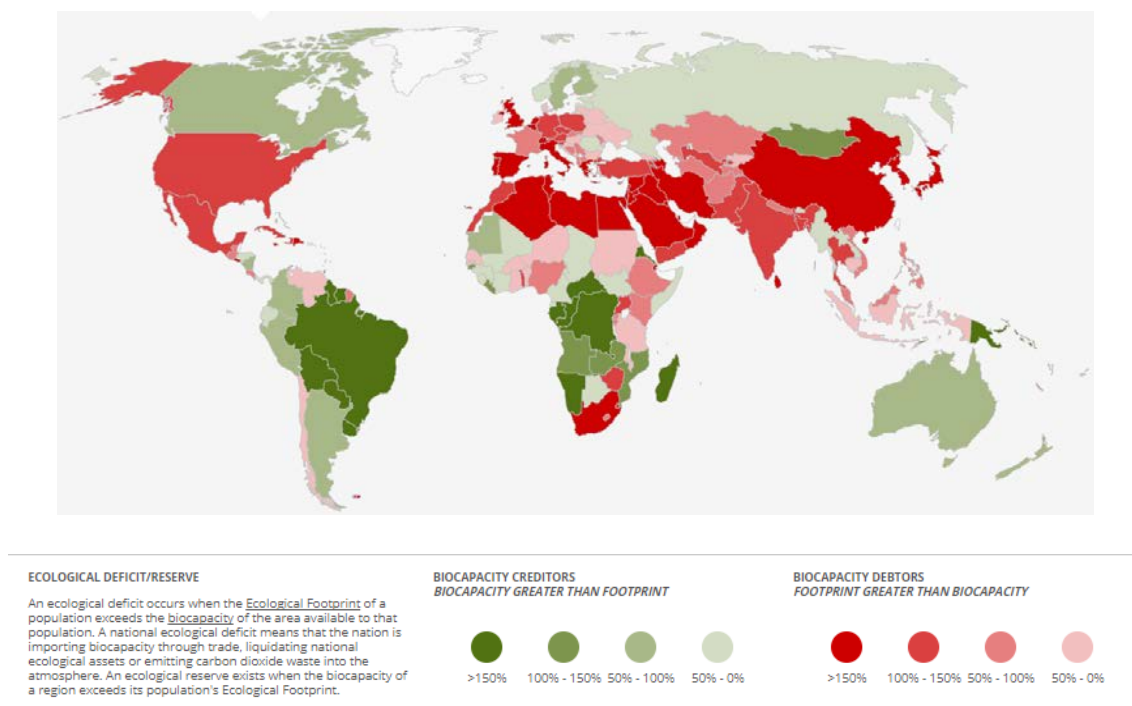 ECOLOGICAL DEFICIT/RESERVE
An ecological deficit occurs when the Ecological Footprint of a
population exceeds the biocapacity of the area available to that
population. A national ecological deficit means that the nation is
importing biocapacity through trade, liquidating national
ecological assets or emitting carbon dioxide waste into the
atmosphere. An ecological reserve exists when the biocapacity of
a region exceeds its population's Ecological Footprint.
BIOCAPACITY CREDITORS
BIOCAPACITY GREATER THAN FOOTPRINT
>150% 100% - 150% 50% - 100% 50% - 0%
BIOCAPACITY DEBTORS
FOOTPRINT GREATER THAN BIOCAPACITY
>150% 100% - 150% 50% - 100% 50% - 0%